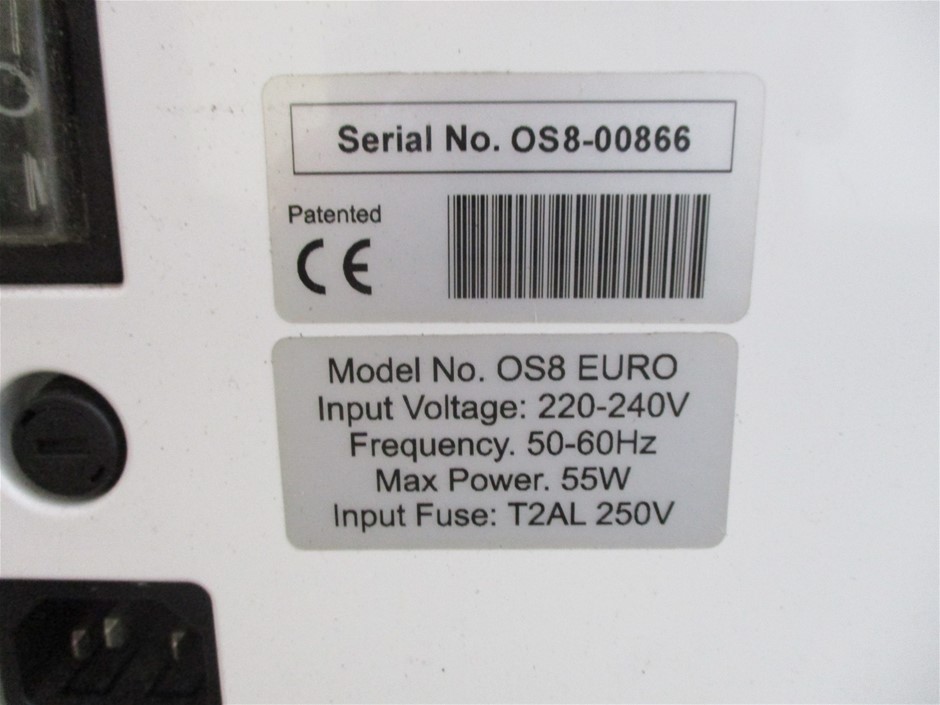 Serial No. OS8-00866
Patented
CE
Model No. OS8 EURO
Input Voltage: 220-240V
Frequency. 50-60Hz
Max Power. 55W
Input Fuse: T2AL 250V